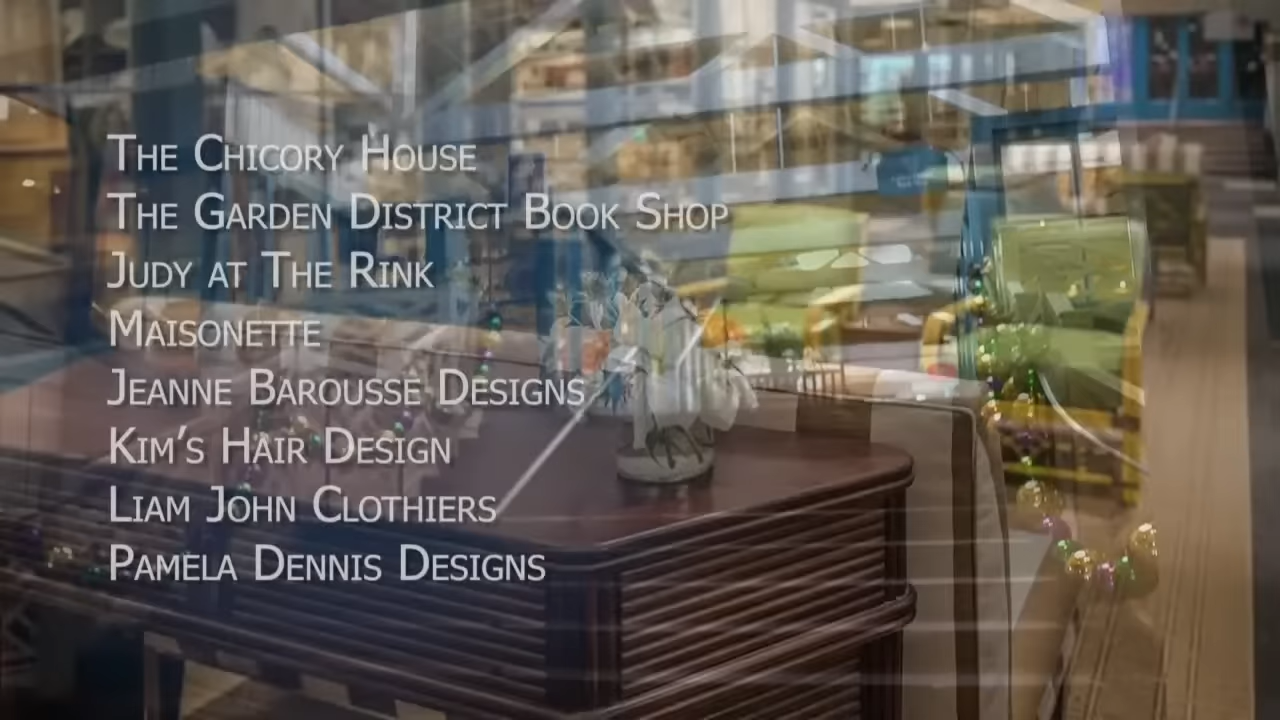 The Chicory House
The Garden District Book Shop
Judy at The Rink
Maisonette
Jeanne Barousse Designs
Kim's Hair Design
Liam John Clothiers
Pamela Dennis Designs